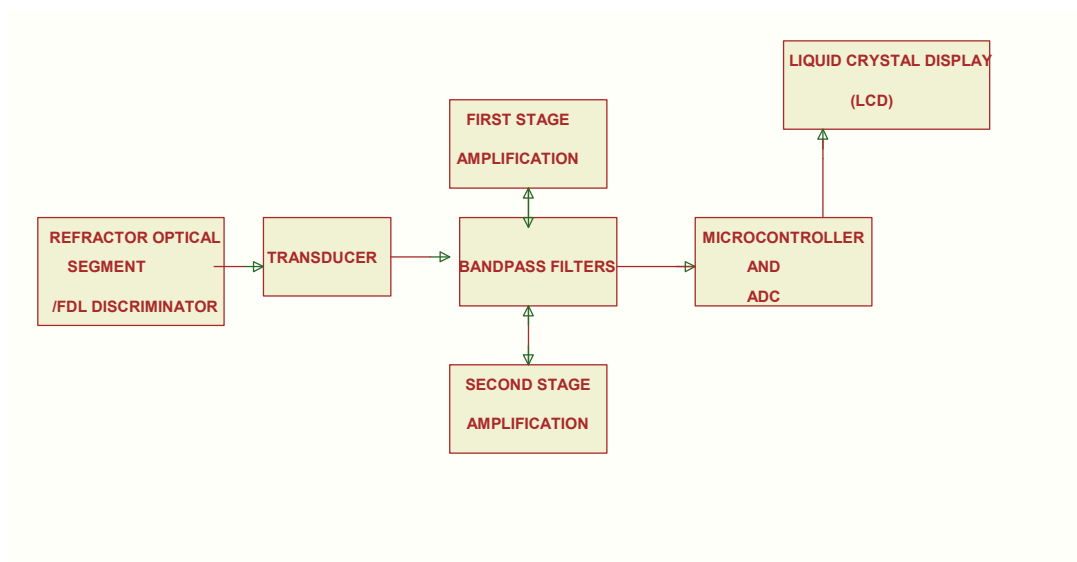 LIQUID CRYSTAL DISPLAY
(LCD)
FIRST STAGE
AMPLIFICATION
REFRACTOR OPTICAL
SEGMENT
/FDL DISCRIMINATOR
TRANSDUCER
BANDPASS FILTERS
MICROCONTROLLER
AND
ADC
SECOND STAGE
AMPLIFICATION